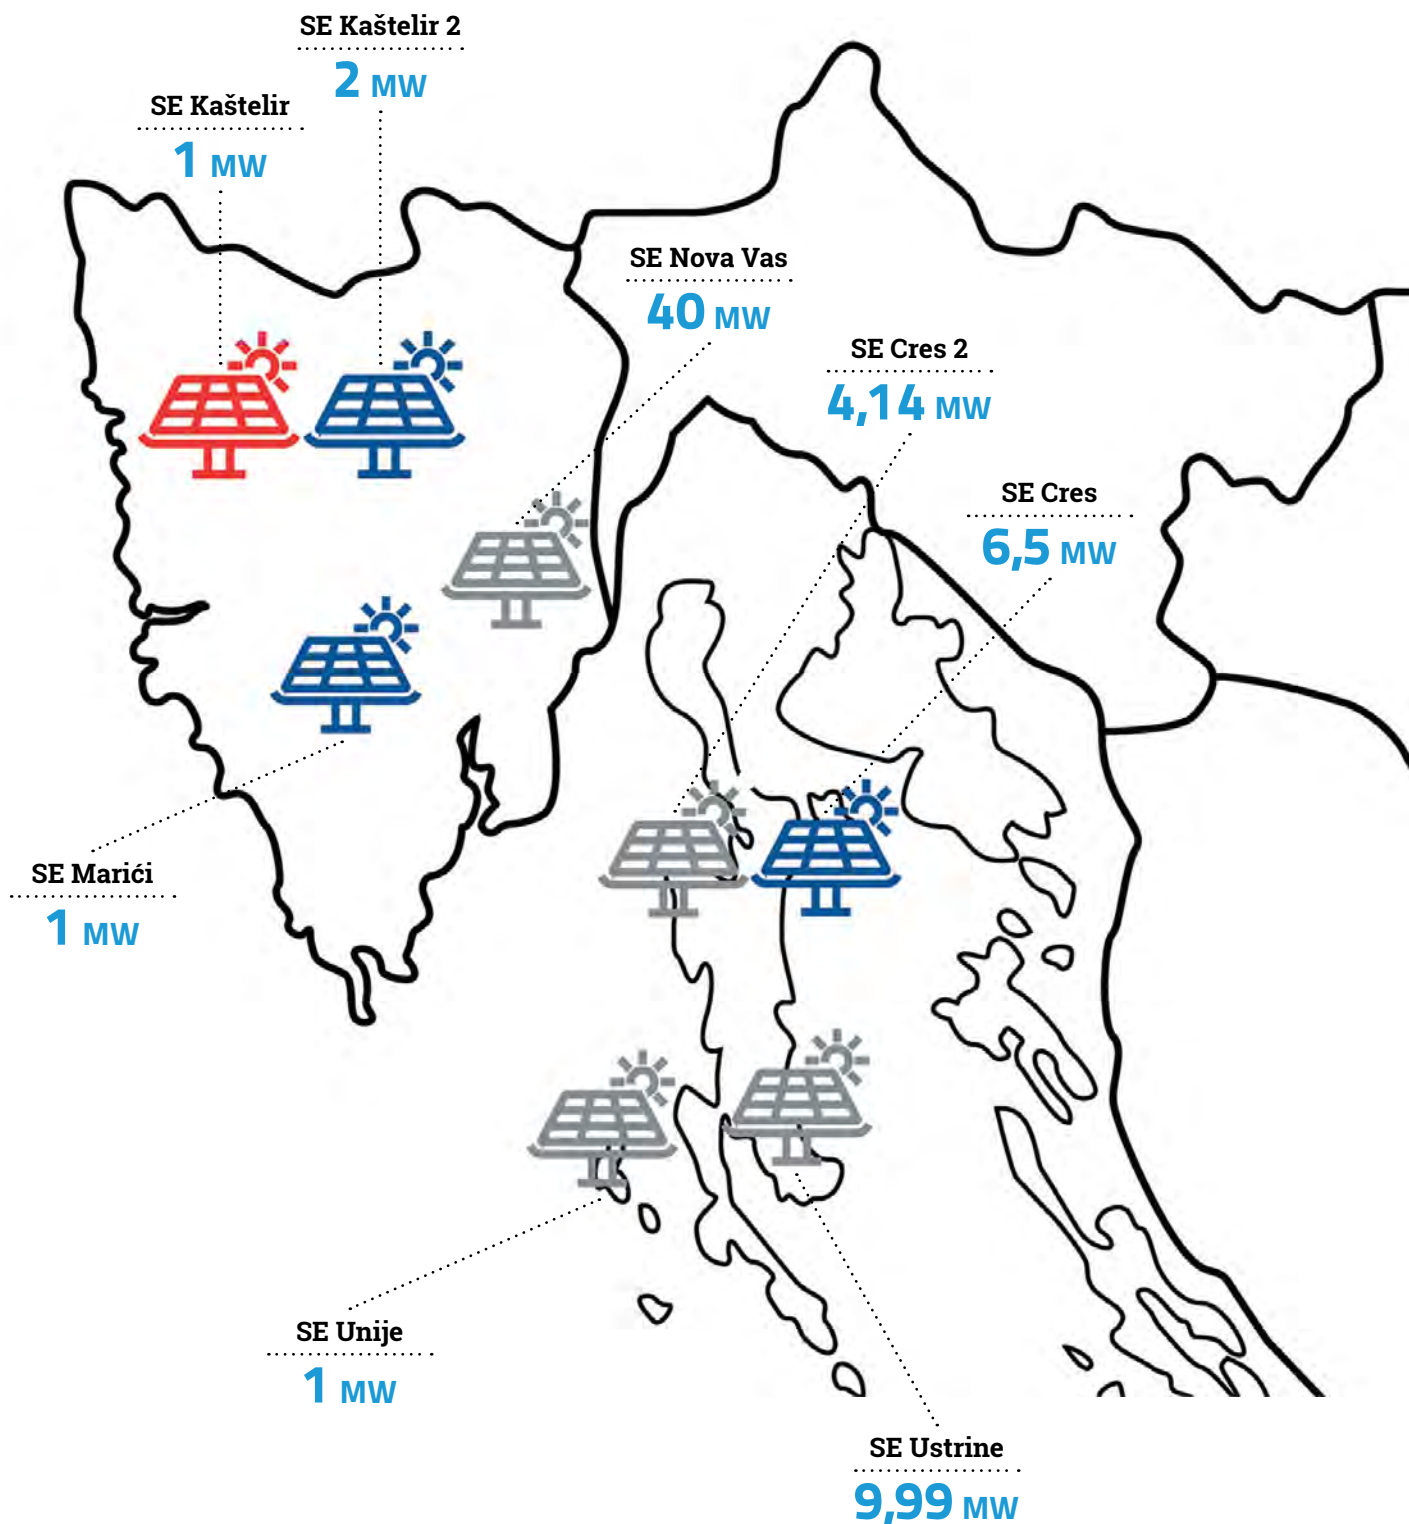 SE Kaštelir 2
2 MW
SE Kaštelir
1 MW
SE Nova Vas
40 MW
SE Cres 2
4,14 MW
SE Cres
6,5 MW
SE Marići
1 MW
SE Unije
1 MW
SE Ustrine
9,99 MW